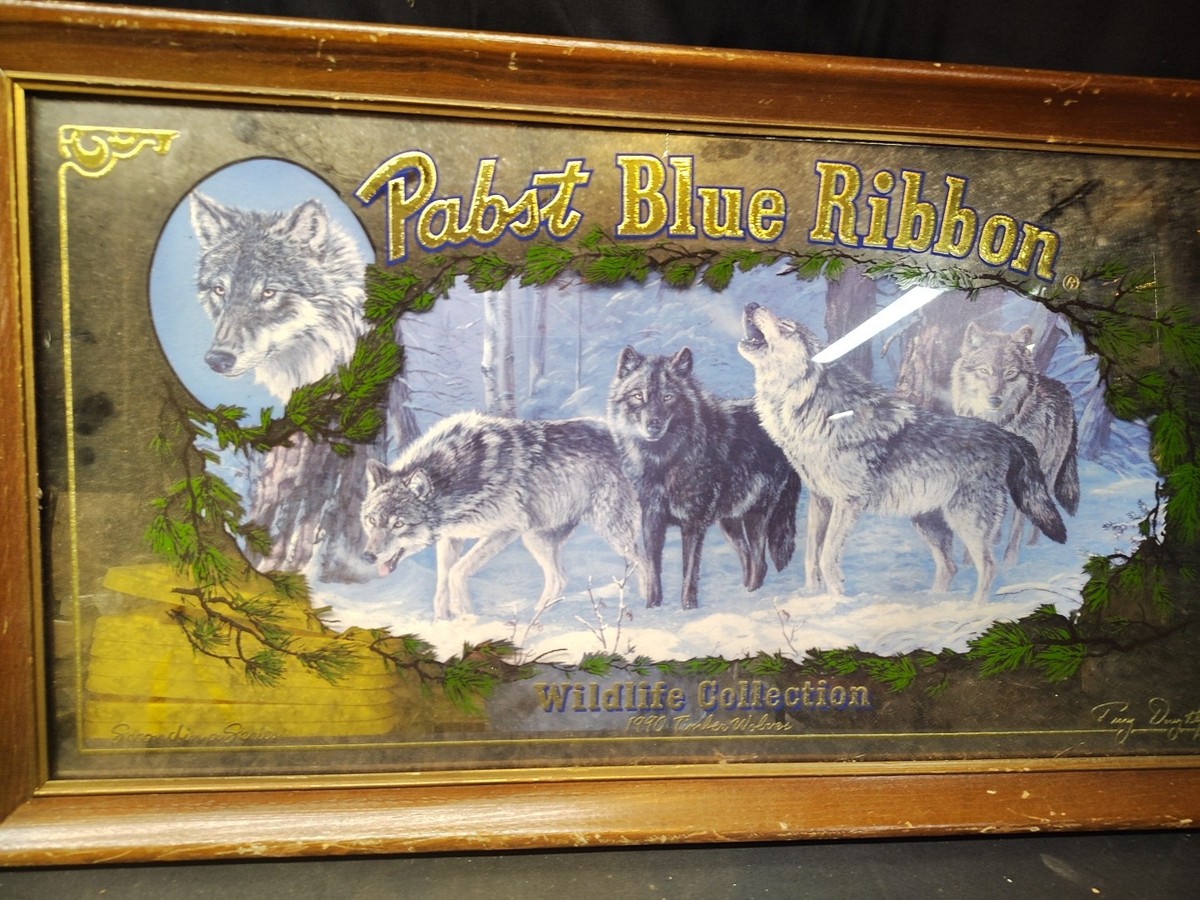 Pabst Blue Ribbon ®
Wildlife Collection
1990 Timber Wolves
Second in a Series